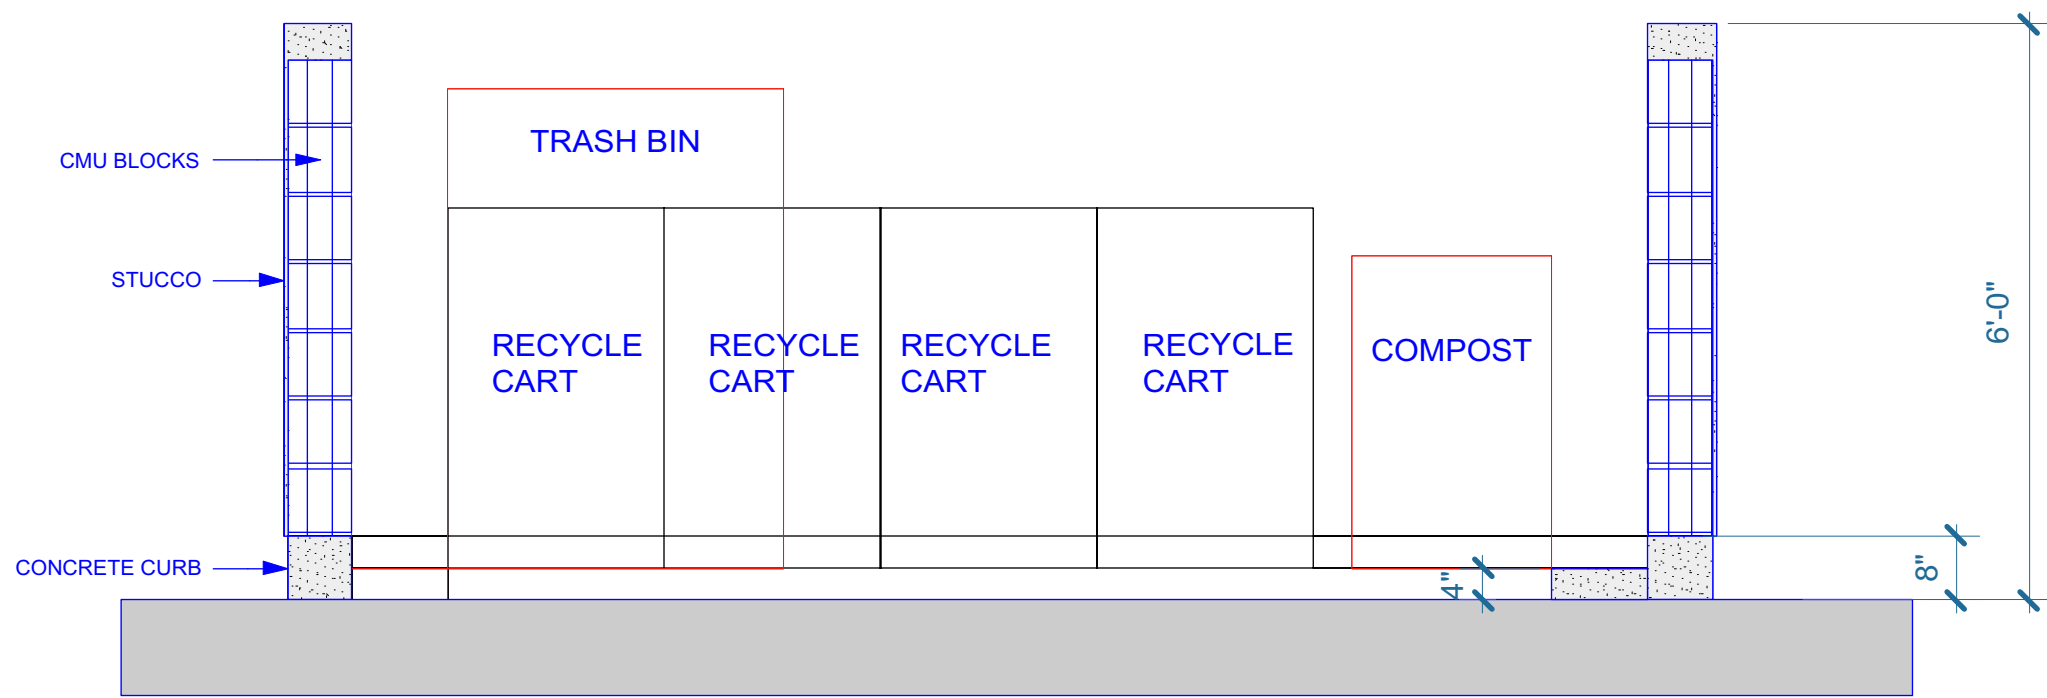 TRASH BIN
CMU BLOCKS
STUCCO
RECYCLE
CART
RECYCLE
CART
RECYCLE
CART
RECYCLE
CART
COMPOST
6'-0"
CONCRETE CURB
4"
8"